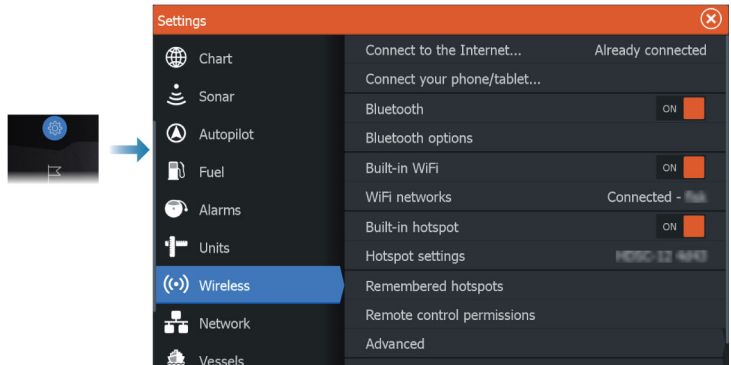 Settings
Chart
Sonar
Autopilot
Fuel
Alarms
Units
Wireless
Network
Vessels
Connect to the Internet... Already connected
Connect your phone/tablet...
Bluetooth ON
Bluetooth options
Built-in WiFi ON
WiFi networks Connected -
Built-in hotspot ON
Hotspot settings
Remembered hotspots
Remote control permissions
Advanced